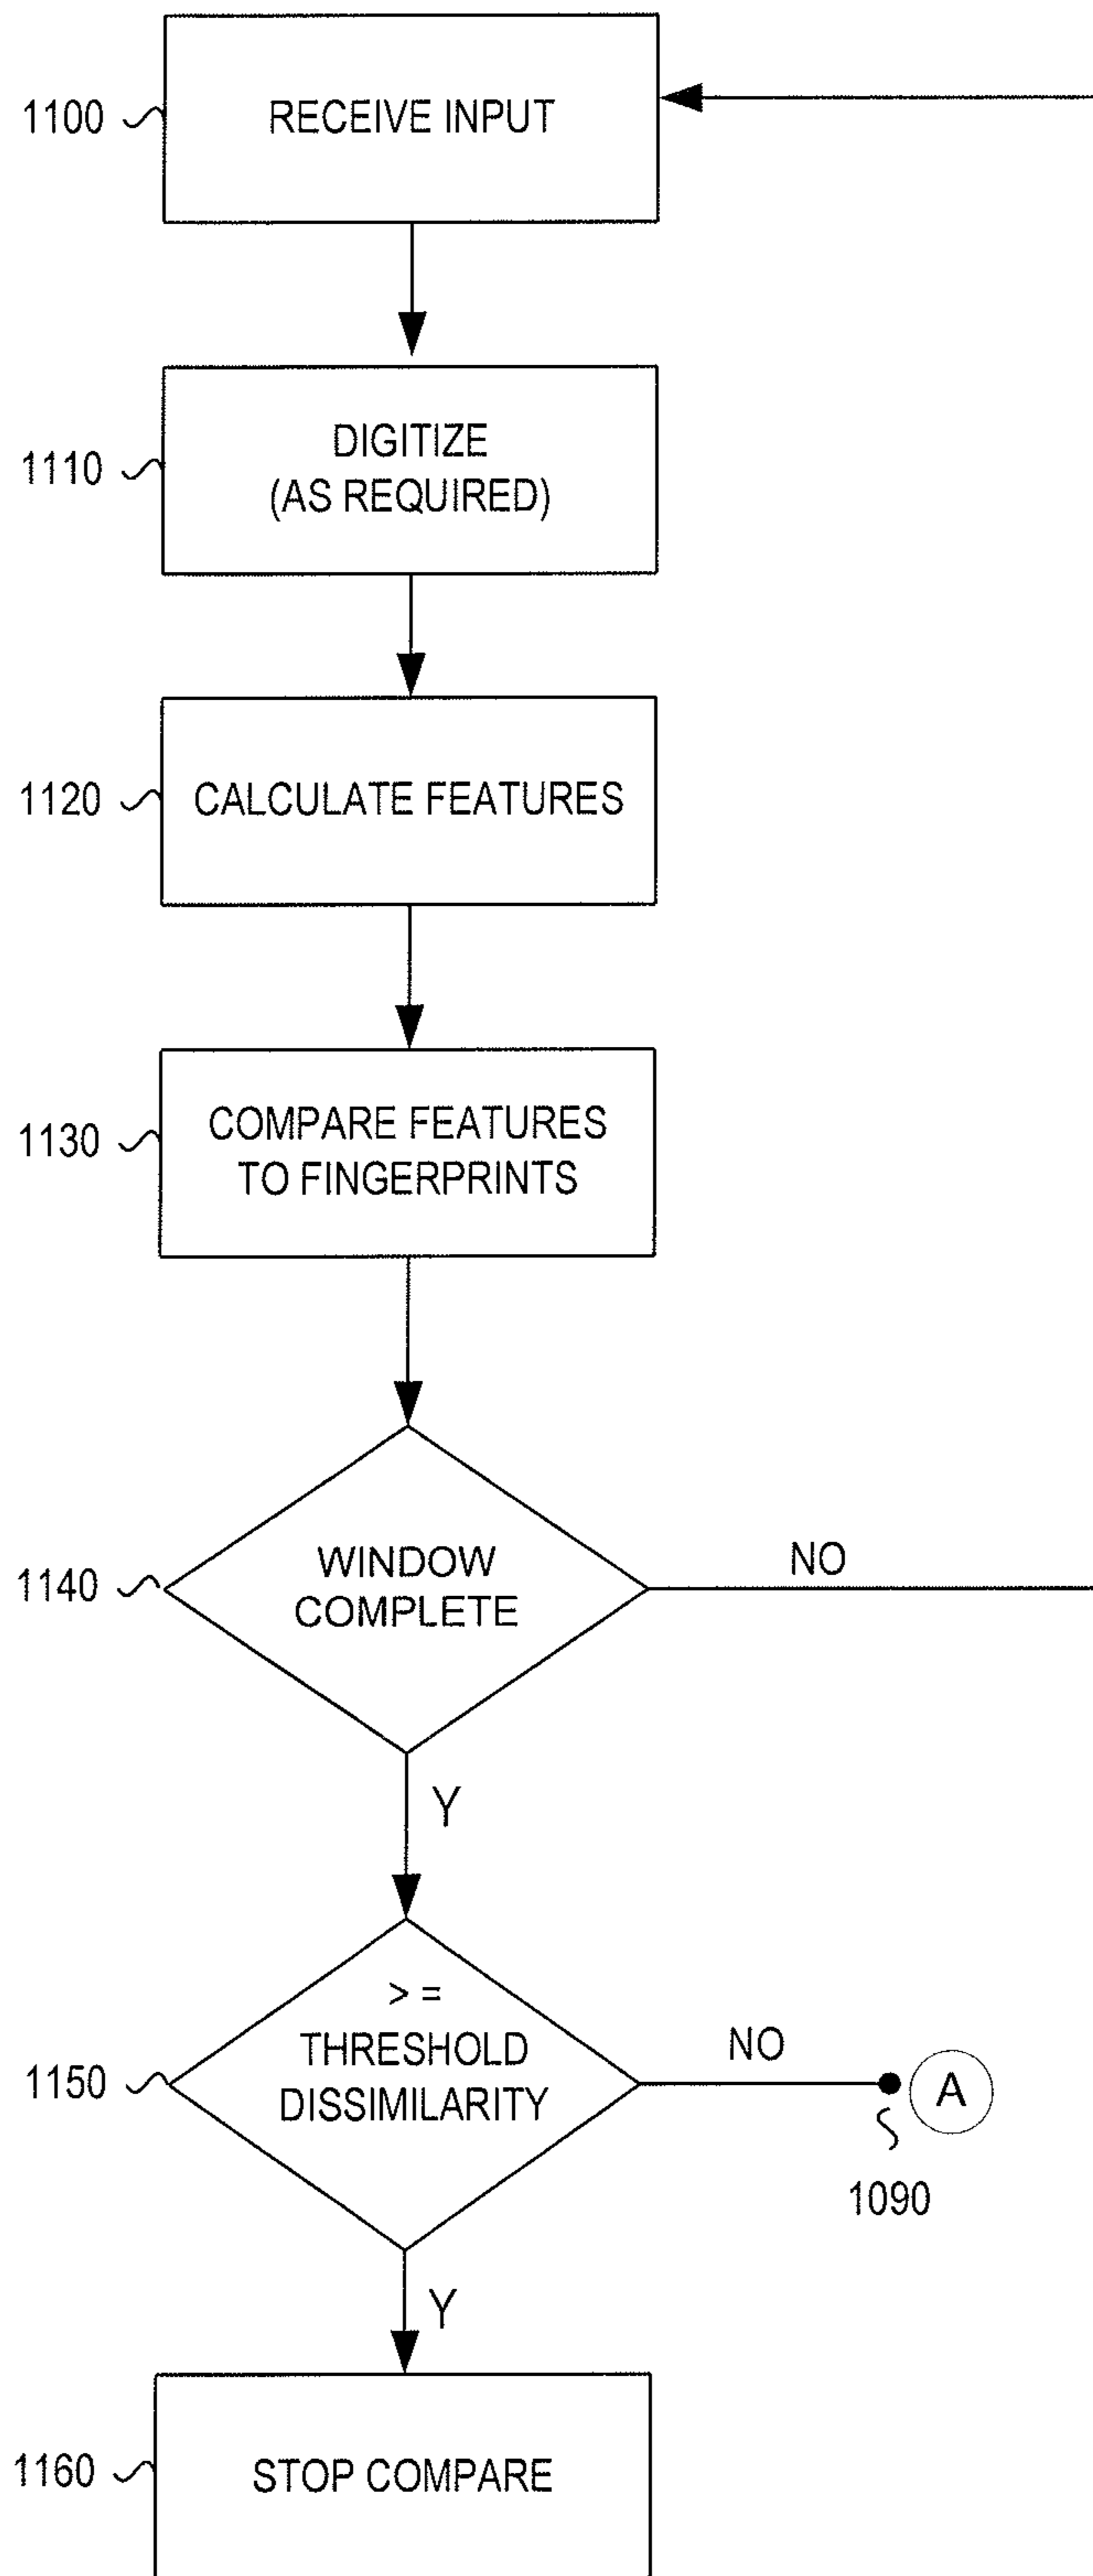 1100
RECEIVE INPUT
1110
DIGITIZE
(AS REQUIRED)
1120
CALCULATE FEATURES
1130
COMPARE FEATURES
TO FINGERPRINTS
1140
WINDOW
COMPLETE
NO
Y
1150
> =
THRESHOLD
DISSIMILARITY
NO
A
1090
Y
1160
STOP COMPARE